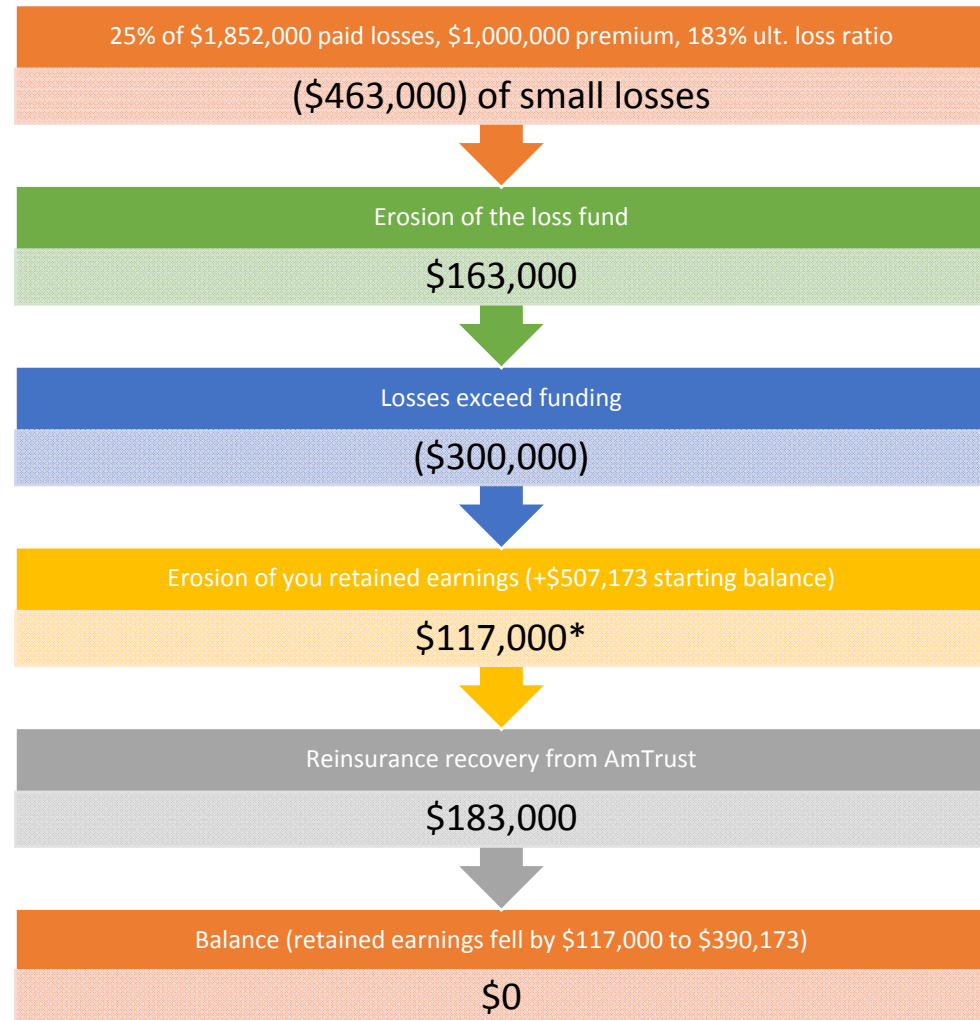 25% of $1,852,000 paid losses, $1,000,000 premium, 183% ult. loss ratio
($463,000) of small losses
Erosion of the loss fund
$163,000
Losses exceed funding
($300,000)
Erosion of you retained earnings (+$507,173 starting balance)
$117,000*
Reinsurance recovery from AmTrust
$183,000
Balance (retained earnings fell by $117,000 to $390,173)
$0